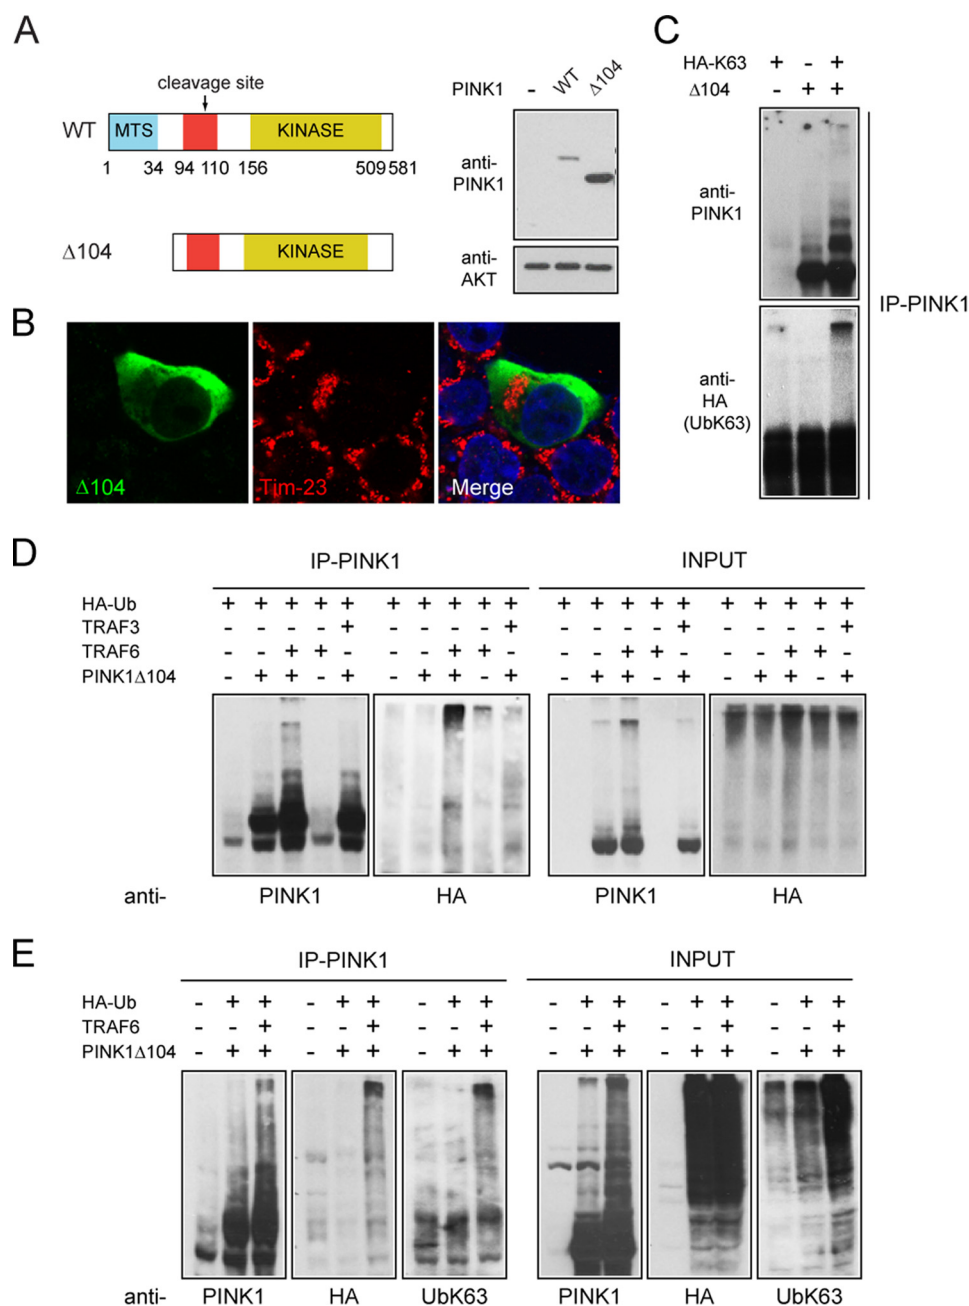 A
cleavage site
WT
MTS
KINASE
1 34 94 110 156 509 581
Δ104
KINASE
PINK1 - WT Δ104
anti-
PINK1
anti-
AKT
B
Δ104
Tim-23
Merge
C
HA-K63 + - +
Δ104 - + +
anti-
PINK1
anti-
HA
(UbK63)
IP-PINK1
D
IP-PINK1 INPUT
HA-Ub + + + + + + + + + + + + + + + + + + + +
TRAF3 - - - - + - - - - + - - - - + - - - - +
TRAF6 - - + + - - - + + - - - + + - - - + + -
PINK1Δ104 - + + - + - + + - + - + + - + - + + - +
anti- PINK1 HA PINK1 HA
E
IP-PINK1 INPUT
HA-Ub - + + - + + - + + - + + - + + - + +
TRAF6 - - + - - + - - + - - + - - + - - +
PINK1Δ104 - + + - + + - + + - + + - + + - + +
anti- PINK1 HA UbK63 PINK1 HA UbK63